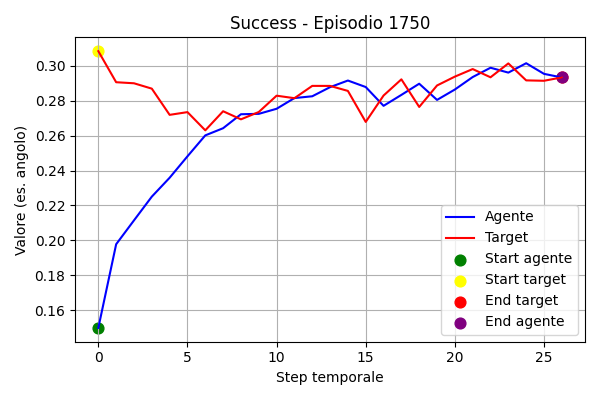 Success - Episodio 1750
Valore (es. angolo)
0.30
0.28
0.26
0.24
0.22
0.20
0.18
0.16
Agente
Target
Start agente
Start target
End target
End agente
0 5 10 15 20 25
Step temporale